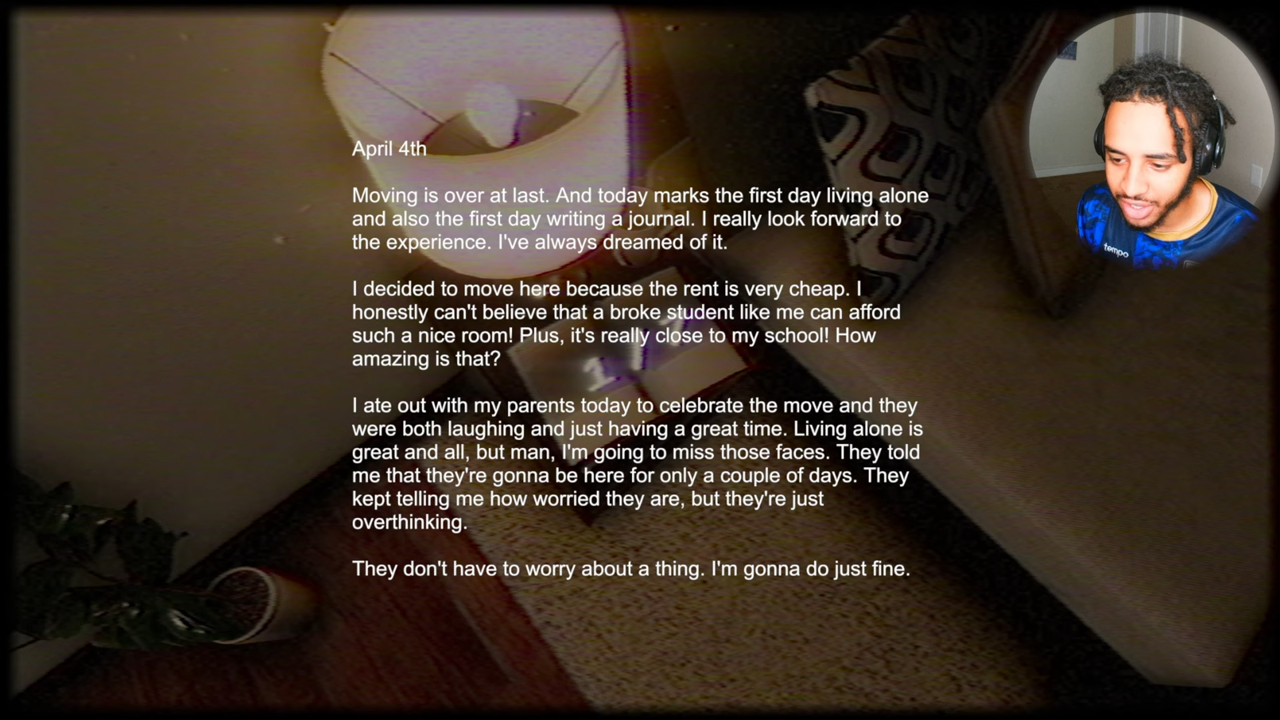 April 4th
Moving is over at last. And today marks the first day living alone
and also the first day writing a journal. I really look forward to
the experience. I've always dreamed of it.
I decided to move here because the rent is very cheap. I
honestly can't believe that a broke student like me can afford
such a nice room! Plus, it's really close to my school! How
amazing is that?
I ate out with my parents today to celebrate the move and they
were both laughing and just having a great time. Living alone is
great and all, but man, I'm going to miss those faces. They told
me that they're gonna be here for only a couple of days. They
kept telling me how worried they are, but they're just
overthinking.
They don't have to worry about a thing. I'm gonna do just fine.
tempo